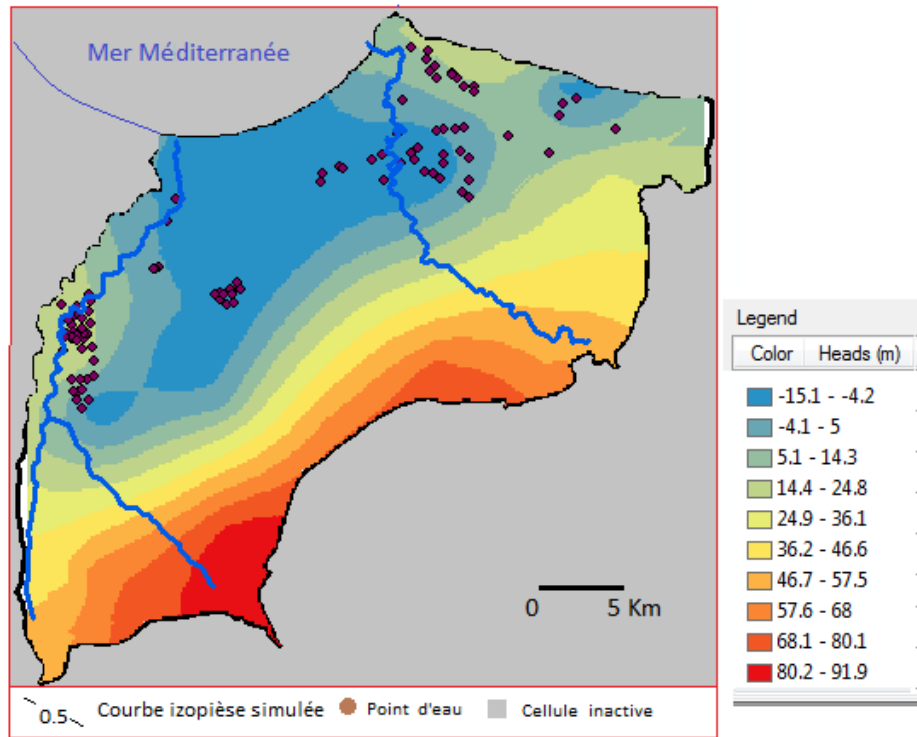 Mer Méditerranée
0 5 Km
0.5 Courbe izopièse simulée Point d'eau Cellule inactive
Legend
Color Heads (m)
-15.1 - -4.2
-4.1 - 5
5.1 - 14.3
14.4 - 24.8
24.9 - 36.1
36.2 - 46.6
46.7 - 57.5
57.6 - 68
68.1 - 80.1
80.2 - 91.9